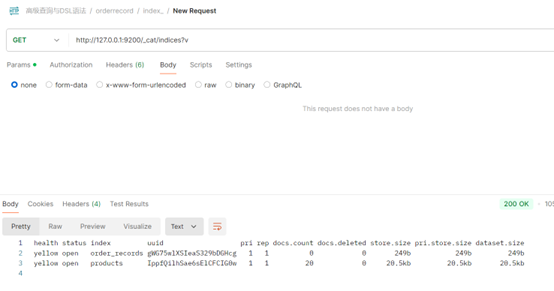 高级查询与DSL语法 / orderrecord / index_ / New Request
GET http://127.0.0.1:9200/_cat/indices?v
Params Authorization Headers (6) Body Scripts Settings
none form-data x-www-form-urlencoded raw binary GraphQL
This request does not have a body
Body Cookies Headers (4) Test Results 200 OK
Pretty Raw Preview Visualize Text
1 health status index uuid pri rep docs.count docs.deleted store.size pri.store.size dataset.size
2 yellow open order_records 1 1 0 0 249b 249b 249b
3 yellow open products 1 1 20 0 20.5kb 20.5kb 20.5kb
4